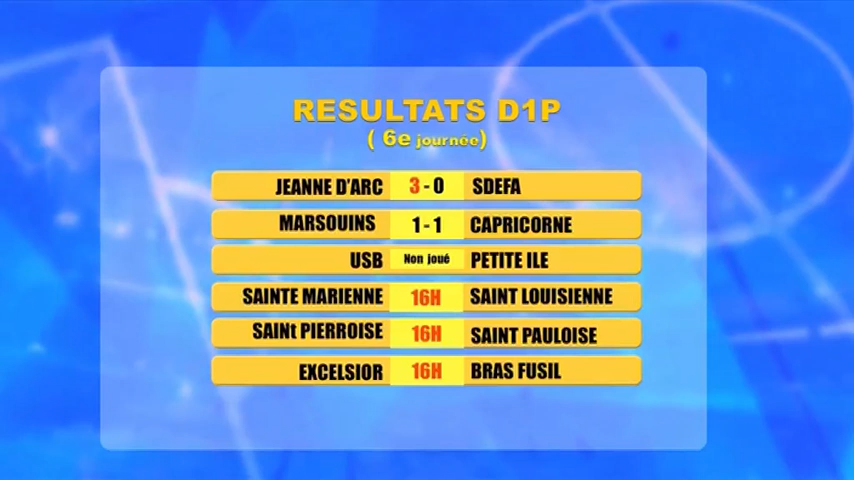 RESULTATS D1P
( 6e journée)
JEANNE D'ARC 3 - 0 SDEFA
MARSOUINS 1 - 1 CAPRICORNE
USB Non joué PETITE ILE
SAINTE MARIENNE 16H SAINT LOUISIENNE
SAINt PIERROISE 16H SAINT PAULOISE
EXCELSIOR 16H BRAS FUSIL